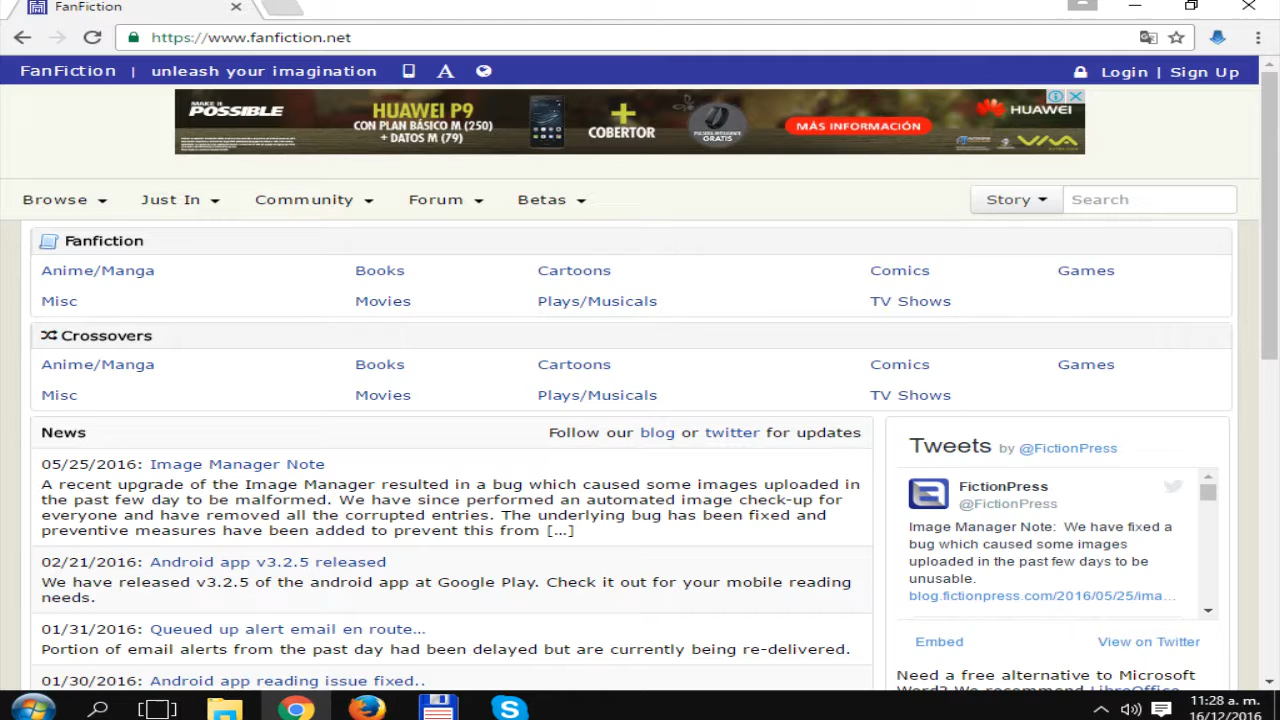 FanFiction
https://www.fanfiction.net
FanFiction | unleash your imagination A Login | Sign Up
MAKE IT POSSIBLE
HUAWEI P9
CON PLAN BÁSICO M (250)
+ DATOS M (79)
+
COBERTOR
PULSERA INTELIGENTE
GRATIS
MÁS INFORMACIÓN
HUAWEI
VIVA
Browse Just In Community Forum Betas Story Search
Fanfiction
Anime/Manga Books Cartoons Comics Games
Misc Movies Plays/Musicals TV Shows
Crossovers
Anime/Manga Books Cartoons Comics Games
Misc Movies Plays/Musicals TV Shows
News Follow our blog or twitter for updates
05/25/2016: Image Manager Note
A recent upgrade of the Image Manager resulted in a bug which caused some images uploaded in
the past few day to be malformed. We have since performed an automated image check-up for
everyone and have removed all the corrupted entries. The underlying bug has been fixed and
preventive measures have been added to prevent this from [...]
02/21/2016: Android app v3.2.5 released
We have released v3.2.5 of the android app at Google Play. Check it out for your mobile reading
needs.
01/31/2016: Queued up alert email en route...
Portion of email alerts from the past day had been delayed but are currently being re-delivered.
01/30/2016: Android app reading issue fixed..
Tweets by @FictionPress
FictionPress
@FictionPress
Image Manager Note: We have fixed a
bug which caused some images
uploaded in the past few days to be
unusable.
blog.fictionpress.com/2016/05/25/ima...
Embed View on Twitter
Need a free alternative to Microsoft
Word? We recommend LibreOffice
11:28 a. m.
16/12/2016